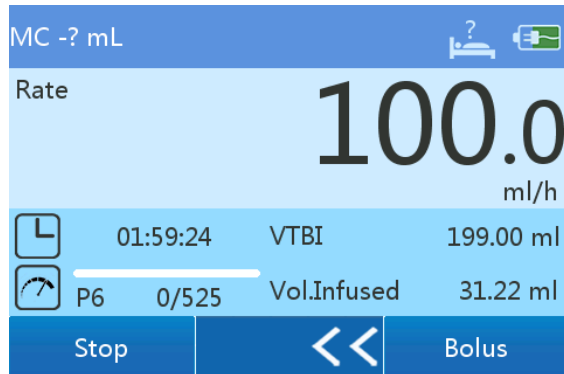 MC -? mL
?
Rate
100.0
ml/h
01:59:24
VTBI
199.00 ml
P6
0/525
Vol.Infused
31.22 ml
Stop
<<
Bolus